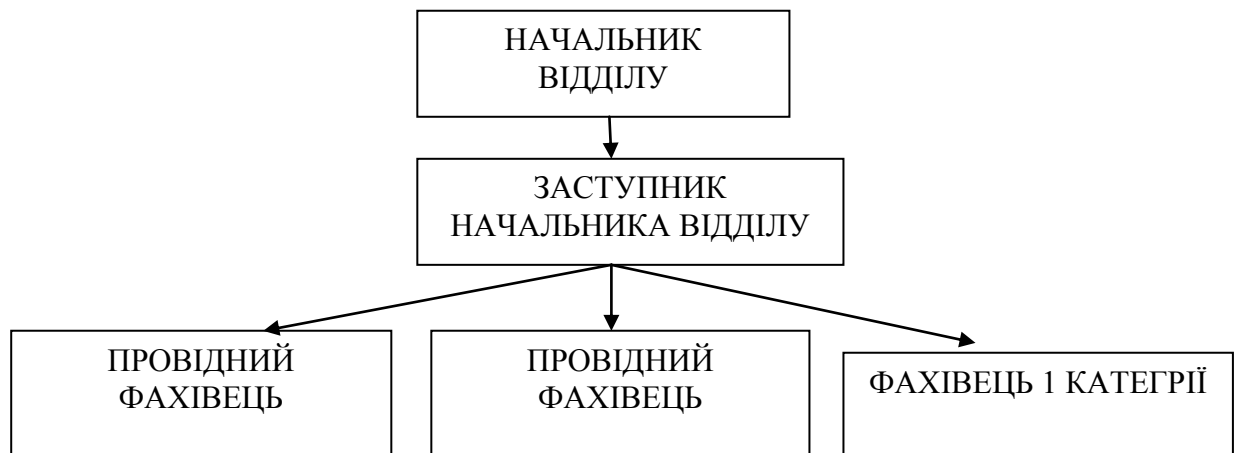 НАЧАЛЬНИК
ВІДДІЛУ
ЗАСТУПНИК
НАЧАЛЬНИКА ВІДДІЛУ
ПРОВІДНИЙ
ФАХІВЕЦЬ
ПРОВІДНИЙ
ФАХІВЕЦЬ
ФАХІВЕЦЬ 1 КАТЕГРІЇ